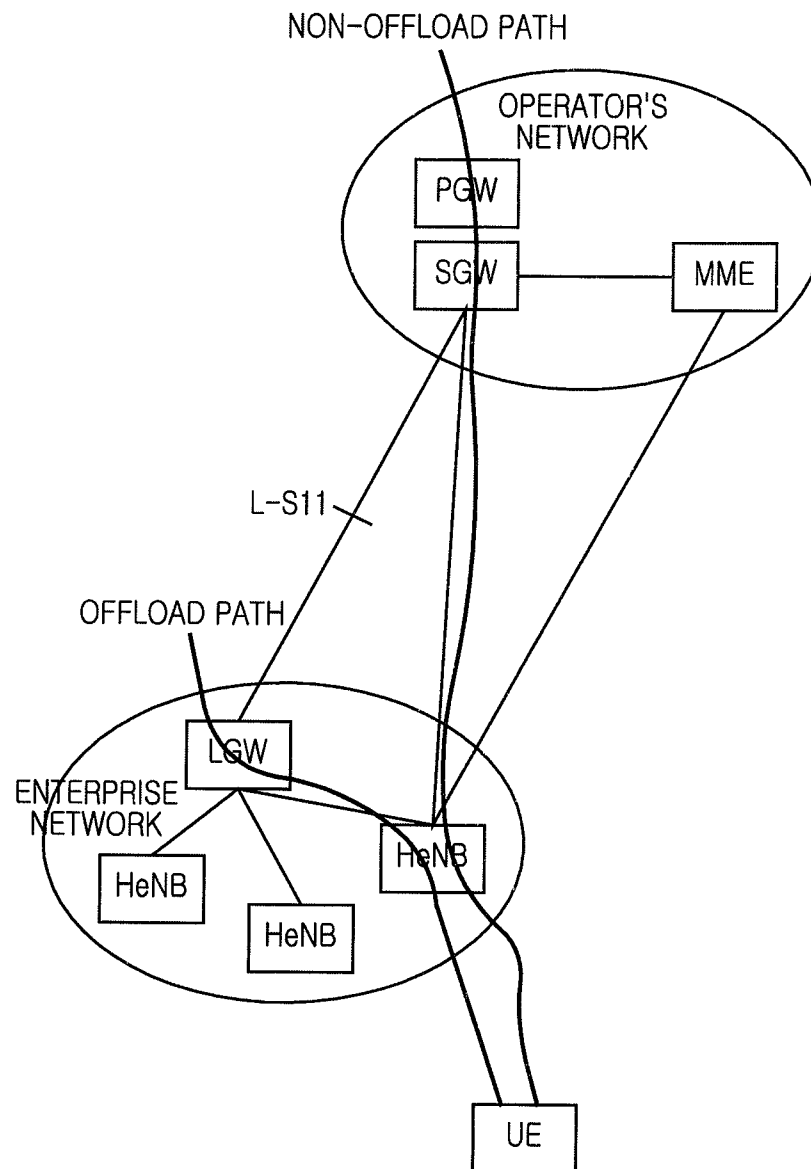 NON-OFFLOAD PATH
OPERATOR'S
NETWORK
PGW
SGW
MME
L-S11
OFFLOAD PATH
LGW
ENTERPRISE
NETWORK
HeNB
HeNB
HeNB
UE